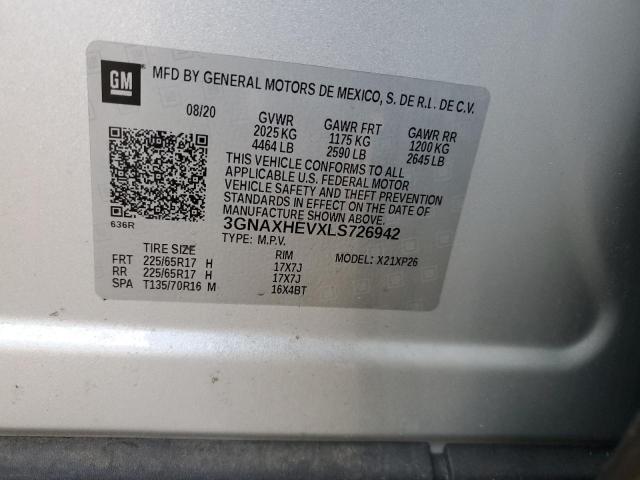 GM
MFD BY GENERAL MOTORS DE MEXICO, S. DE R.L. DE C.V.
08/20 GVWR GAWR FRT GAWR RR
2025 KG 1175 KG 1200 KG
4464 LB 2590 LB 2645 LB
THIS VEHICLE CONFORMS TO ALL
APPLICABLE U.S. FEDERAL MOTOR
VEHICLE SAFETY AND THEFT PREVENTION
STANDARDS IN EFFECT ON THE DATE OF
MANUFACTURE SHOWN ABOVE.
636R 3GNAXHEVXLS726942
TYPE: M.P.V.
TIRE SIZE RIM MODEL: X21XP26
FRT 225/65R17 H 17X7J
RR 225/65R17 H 17X7J
SPA T135/70R16 M 16X4BT